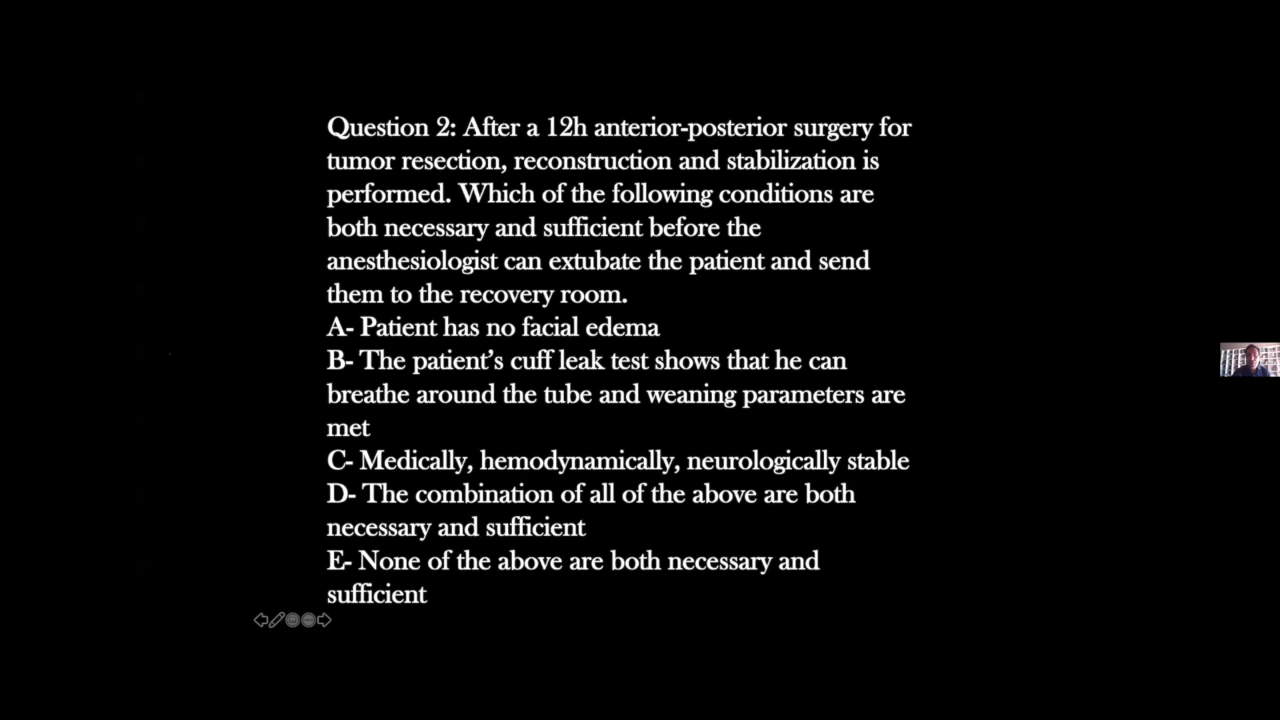 Question 2: After a 12h anterior-posterior surgery for
tumor resection, reconstruction and stabilization is
performed. Which of the following conditions are
both necessary and sufficient before the
anesthesiologist can extubate the patient and send
them to the recovery room.
A- Patient has no facial edema
B- The patient’s cuff leak test shows that he can
breathe around the tube and weaning parameters are
met
C- Medically, hemodynamically, neurologically stable
D- The combination of all of the above are both
necessary and sufficient
E- None of the above are both necessary and
sufficient